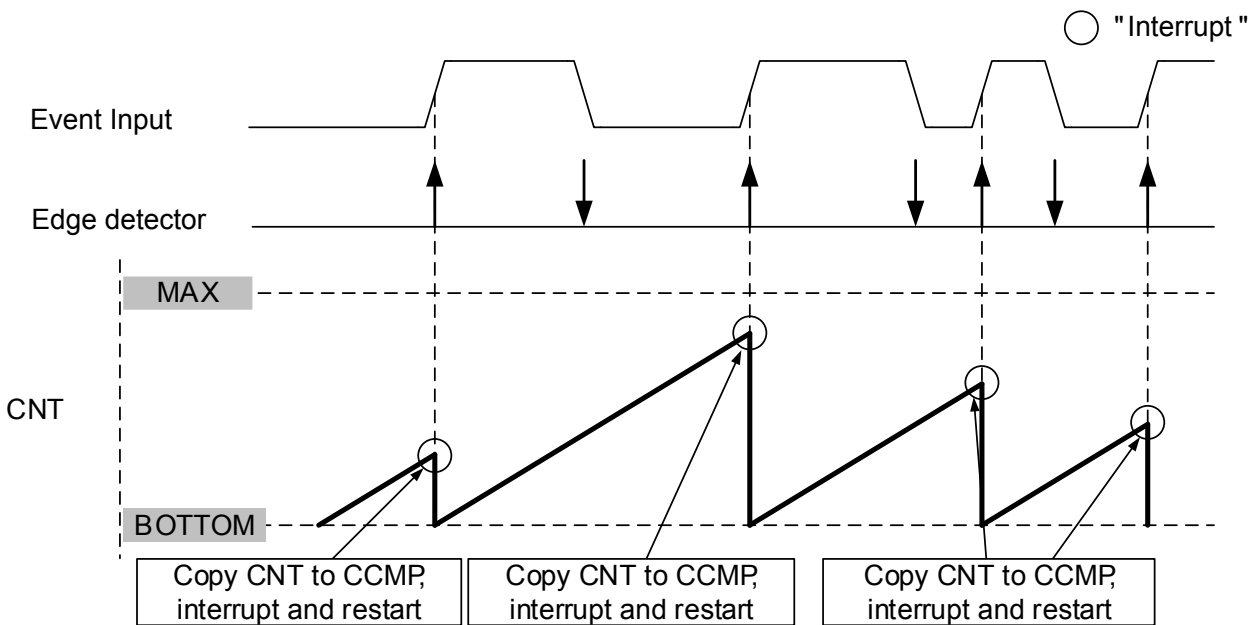 "Interrupt"
Event Input
Edge detector
MAX
CNT
BOTTOM
Copy CNT to CCMP,
interrupt and restart
Copy CNT to CCMP,
interrupt and restart
Copy CNT to CCMP,
interrupt and restart